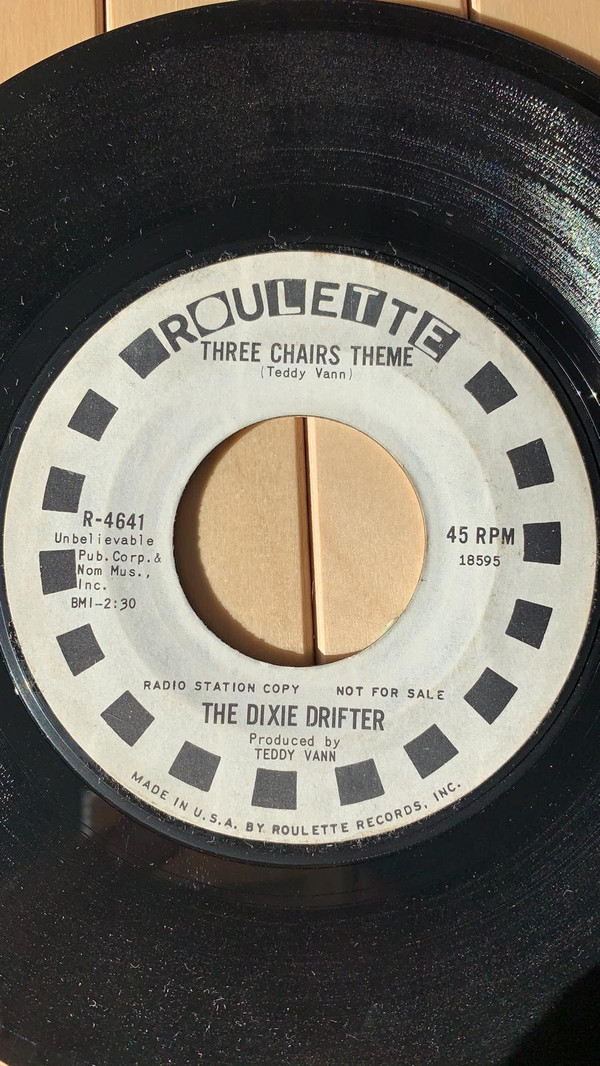 ROULETTE
THREE CHAIRS THEME
(Teddy Vann)
R-4641
Unbelievable
Pub.Corp.&
Nom Mus.,
Inc.
BMI-2:30
45 RPM
18595
RADIO STATION COPY NOT FOR SALE
THE DIXIE DRIFTER
Produced by
TEDDY VANN
MADE IN U.S.A. BY ROULETTE RECORDS, INC.